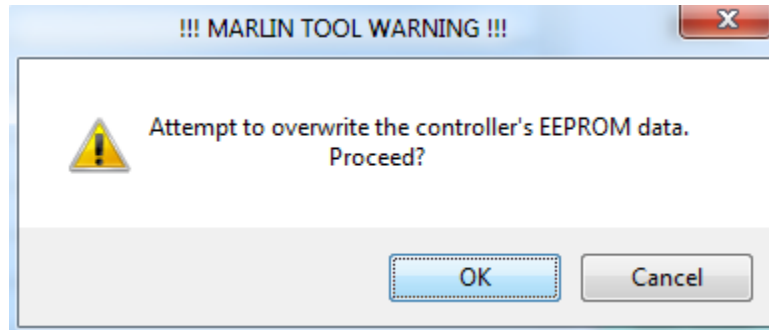 !!! MARLIN TOOL WARNING !!!
Attempt to overwrite the controller's EEPROM data.
Proceed?
OK
Cancel